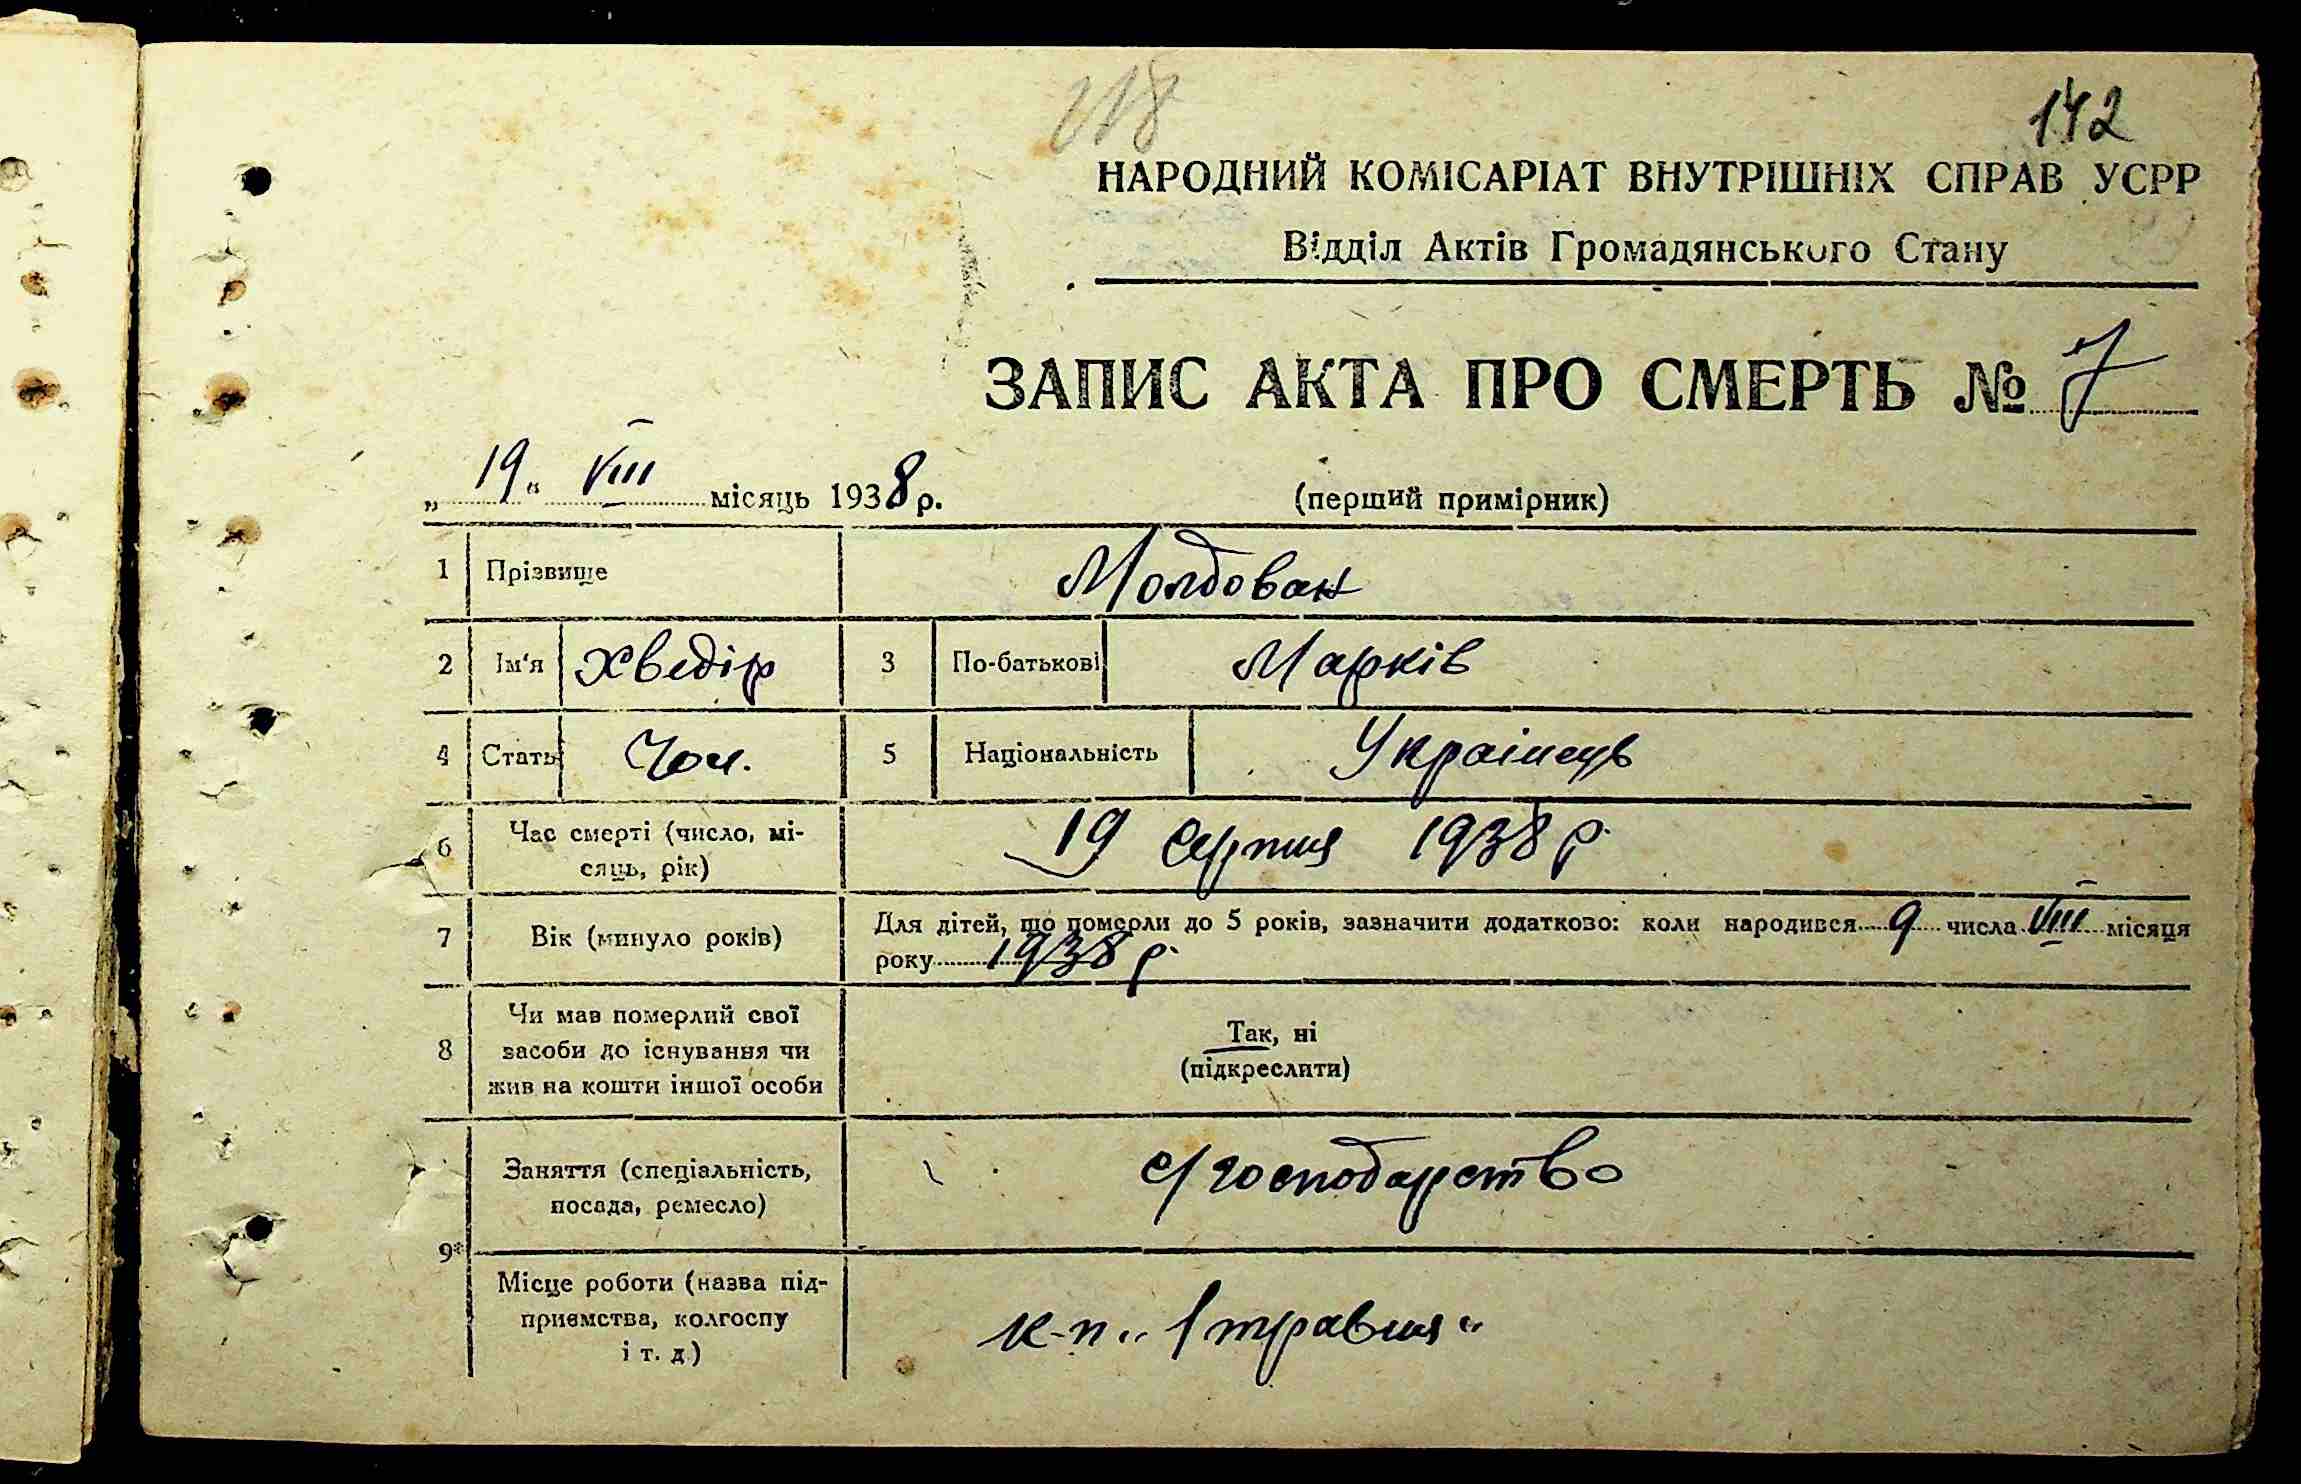 218
142
НАРОДНИЙ КОМІСАРІАТ ВНУТРІШНІХ СПРАВ УСРР
Відділ Актів Громадянського Стану
ЗАПИС АКТА ПРО СМЕРТЬ № 7
„ 19 “ VIII місяць 1938 р. (перший примірник)
1 Прізвище Молдован
2 Ім'я Хведір 3 По-батькові Марків
4 Стать Чол. 5 Національність Українець
6 Час смерті (число, мі-
сяць, рік) 19 серпня 1938 р.
7 Вік (минуло років) Для дітей, що померли до 5 років, зазначити додатково: коли народився 9 числа VIII місяця
року 1938 р.
8 Чи мав померлий свої
засоби до існування чи
жив на кошти іншої особи Так, ні
(підкреслити)
9* Заняття (спеціальність,
посада, ремесло) с/господарство
Місце роботи (назва під-
приємства, колгоспу
і т. д.) к-п „1 травня“